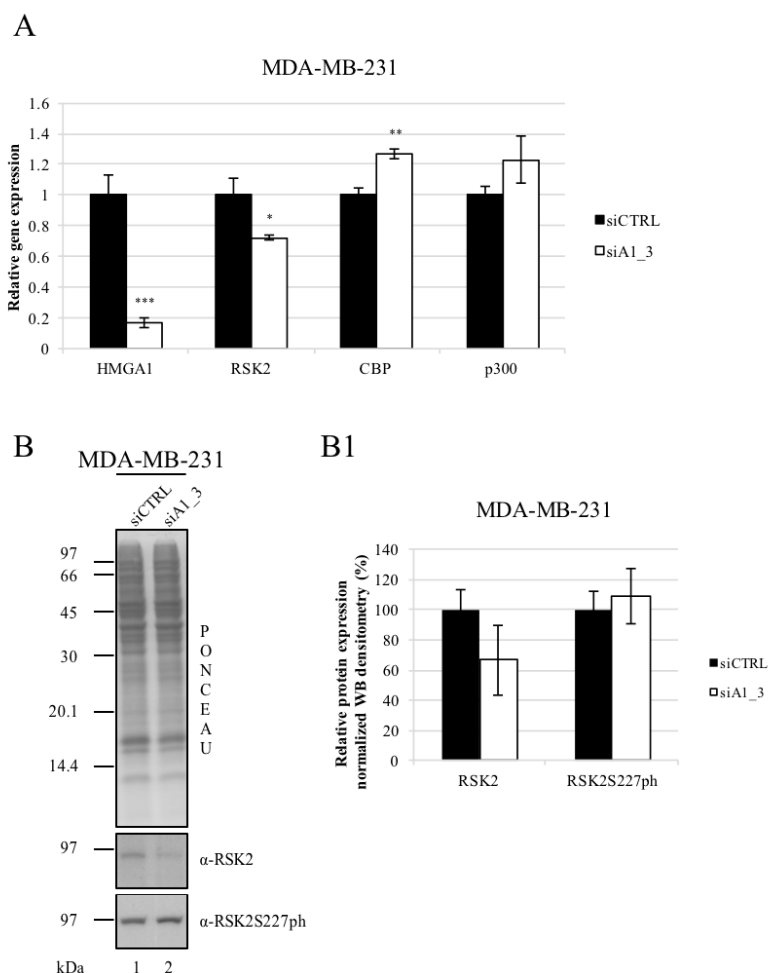 A
MDA-MB-231
Relative gene expression
1.6
1.4
1.2
1
0.8
0.6
0.4
0.2
0
***
*
**
HMGA1
RSK2
CBP
p300
siCTRL
siA1_3
B
MDA-MB-231
siCTRL
siA1_3
97
66
45
30
20.1
14.4
PONCEAU
97
α-RSK2
97
α-RSK2S227ph
kDa
1
2
B1
MDA-MB-231
Relative protein expression
normalized WB densitometry (%)
140
120
100
80
60
40
20
0
RSK2
RSK2S227ph
siCTRL
siA1_3